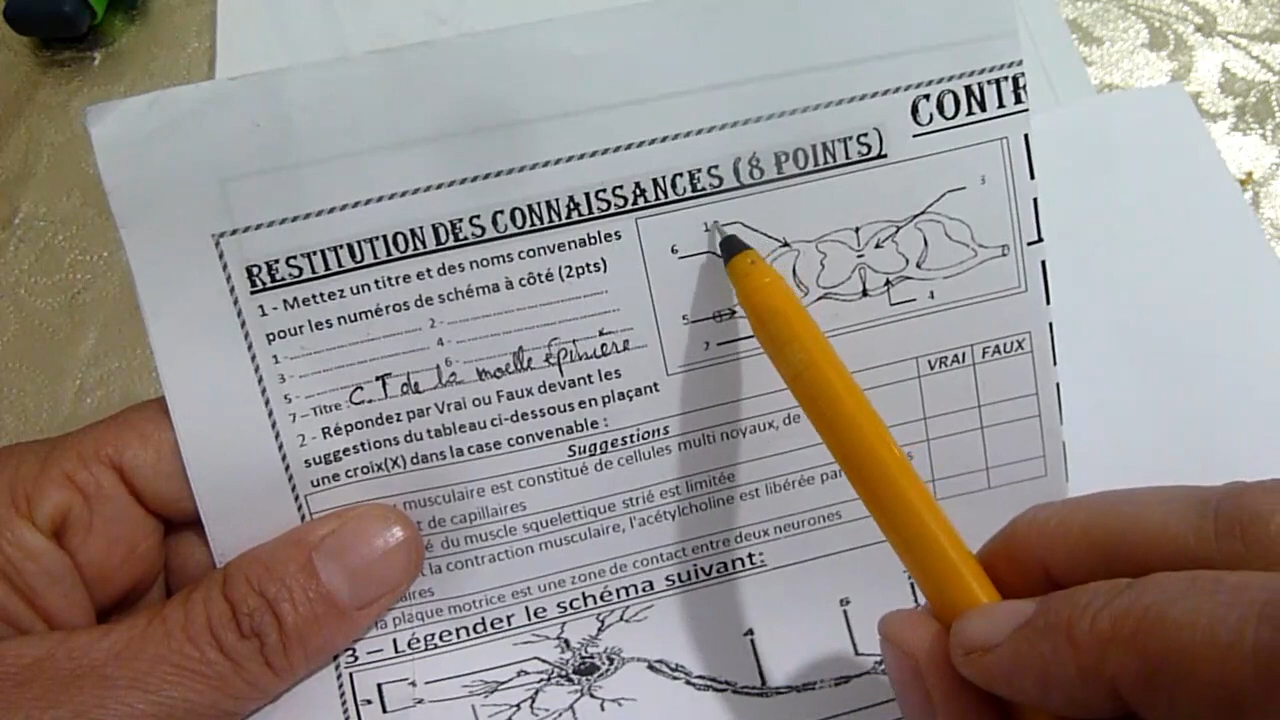 CONTR
RESTITUTION DES CONNAISSANCES (8 POINTS)
1 - Mettez un titre et des noms convenables
pour les numéros de schéma à côté (2pts)
1 - 2 -
3 - 4 -
5 - 6 -
7 – Titre : C.T de la moelle Épinière
2 - Répondez par Vrai ou Faux devant les
suggestions du tableau ci-dessous en plaçant
une croix(X) dans la case convenable :
1
6
5
3
4
Suggestions VRAI FAUX
musculaire est constitué de cellules multi noyaux, de
t de capillaires
é du muscle squelettique strié est limitée
la contraction musculaire, l'acétylcholine est libérée par
aires
la plaque motrice est une zone de contact entre deux neurones
3 – Légender le schéma suivant: